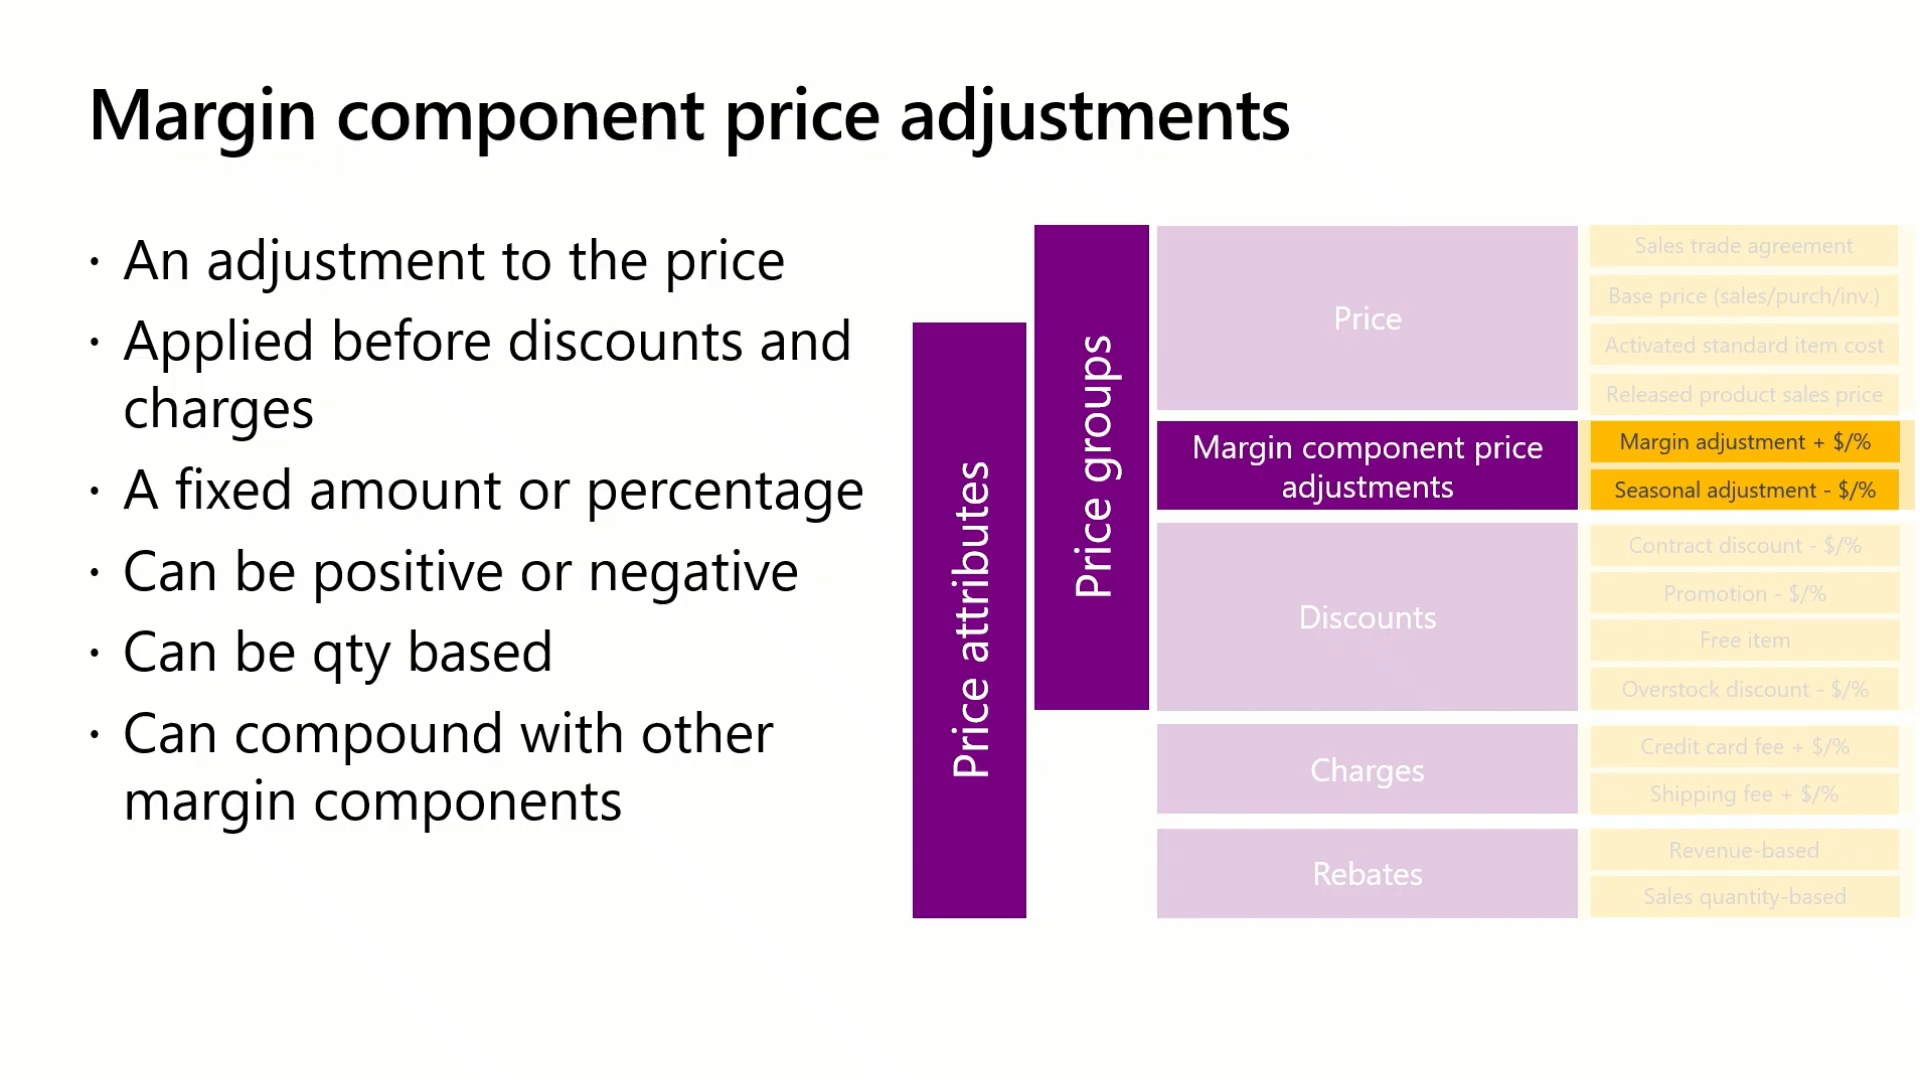 Margin component price adjustments
· An adjustment to the price
· Applied before discounts and
charges
· A fixed amount or percentage
· Can be positive or negative
· Can be qty based
· Can compound with other
margin components
Price attributes
Price groups
Price
Sales trade agreement
Base price (sales/purch/inv.)
Activated standard item cost
Released product sales price
Margin component price
adjustments
Margin adjustment + $/%
Seasonal adjustment - $/%
Discounts
Contract discount - $/%
Promotion - $/%
Free item
Overstock discount - $/%
Charges
Credit card fee + $/%
Shipping fee + $/%
Rebates
Revenue-based
Sales quantity-based